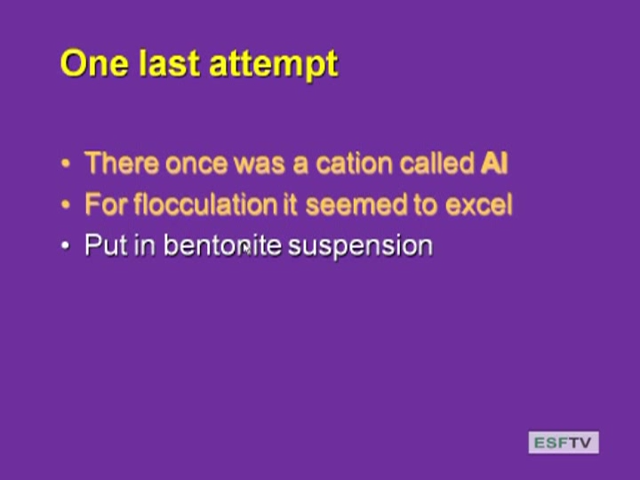 One last attempt
• There once was a cation called Al
• For flocculation it seemed to excel
• Put in bentonite suspension
ESFTV